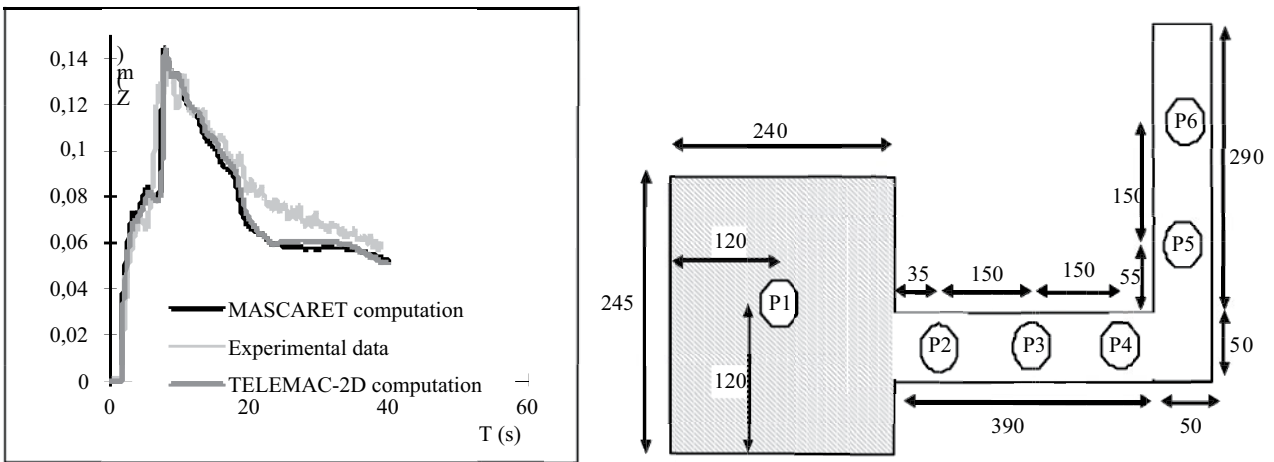 0,14
0,12
0,1
0,08
0,06
0,04
0,02
0
Z (m)
MASCARET computation
Experimental data
TELEMAC-2D computation
0 20 40 60
T (s)
240
P6
290
150
120
P5
35 150 150 55
245
P1
P2 P3 P4
50
120
390 50